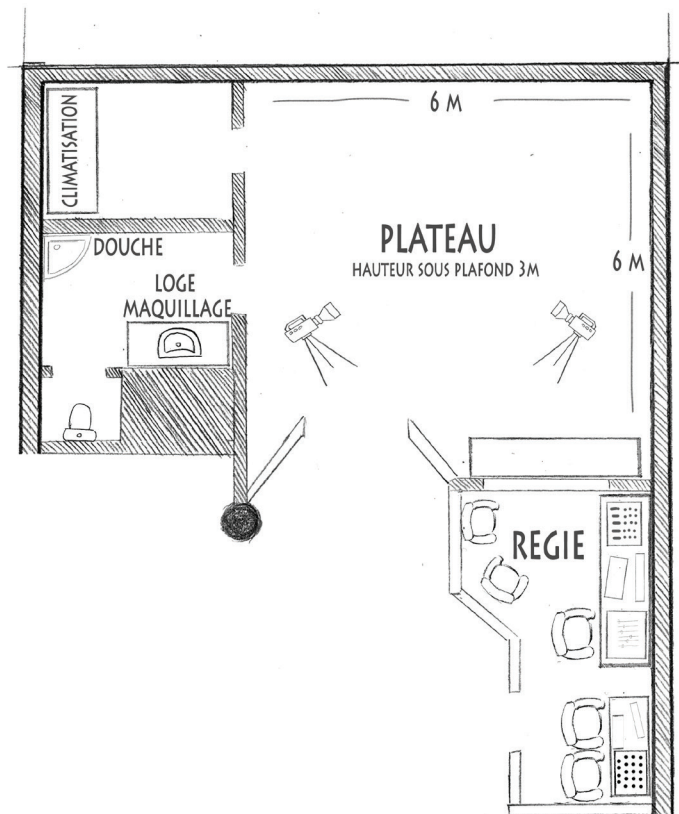 6 M
CLIMATISATION
PLATEAU
HAUTEUR SOUS PLAFOND 3M
6 M
DOUCHE
LOGE
MAQUILLAGE
REGIE